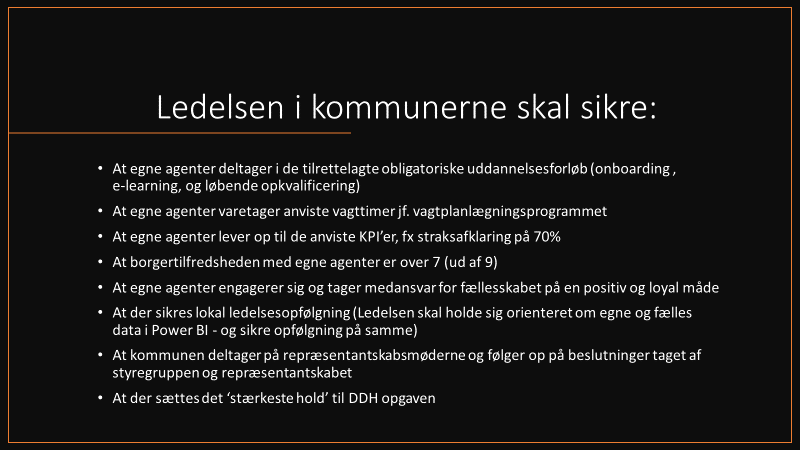 Ledelsen i kommunerne skal sikre:
• At egne agenter deltager i de tilrettelagte obligatoriske uddannelsesforløb (onboarding ,
e-learning, og løbende opkvalificering)
• At egne agenter varetager anviste vagttimer jf. vagtplanlægningsprogrammet
• At egne agenter lever op til de anviste KPI’er, fx straksafklaring på 70%
• At borgertilfredsheden med egne agenter er over 7 (ud af 9)
• At egne agenter engagerer sig og tager medansvar for fællesskabet på en positiv og loyal måde
• At der sikres lokal ledelsesopfølgning (Ledelsen skal holde sig orienteret om egne og fælles
data i Power BI - og sikre opfølgning på samme)
• At kommunen deltager på repræsentantskabsmøderne og følger op på beslutninger taget af
styregruppen og repræsentantskabet
• At der sættes det ‘stærkeste hold’ til DDH opgaven